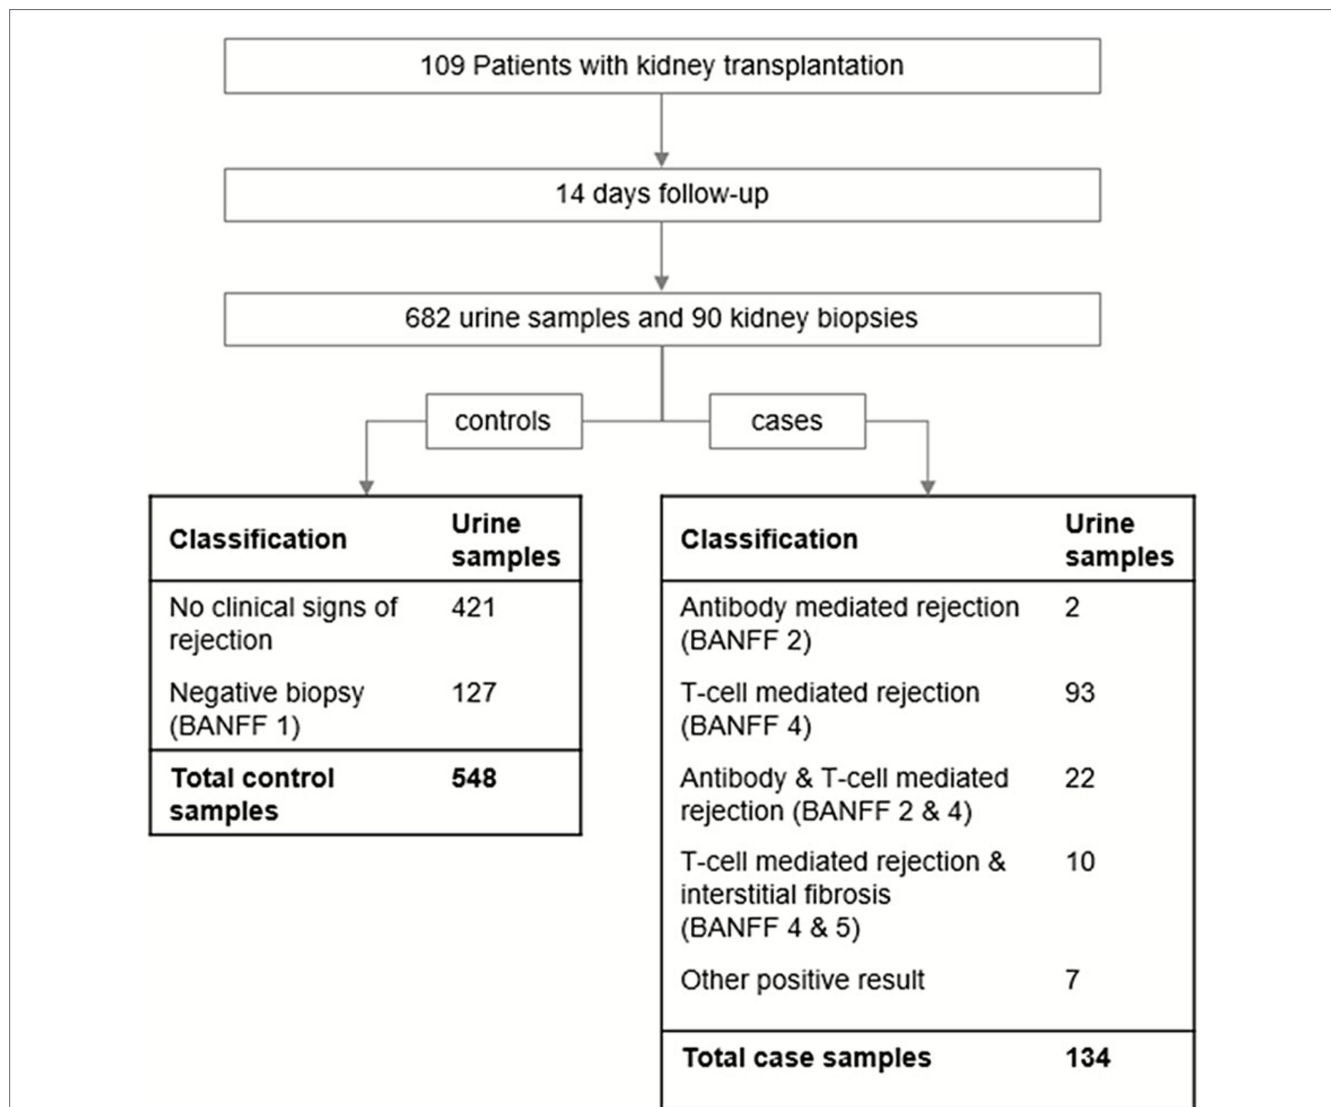 109 Patients with kidney transplantation
14 days follow-up
682 urine samples and 90 kidney biopsies
controls
cases
Classification
Urine
samples
No clinical signs of
rejection
421
Negative biopsy
(BANFF 1)
127
Total control
samples
548
Classification
Urine
samples
Antibody mediated rejection
(BANFF 2)
2
T-cell mediated rejection
(BANFF 4)
93
Antibody & T-cell mediated
rejection (BANFF 2 & 4)
22
T-cell mediated rejection &
interstitial fibrosis
(BANFF 4 & 5)
10
Other positive result
7
Total case samples
134